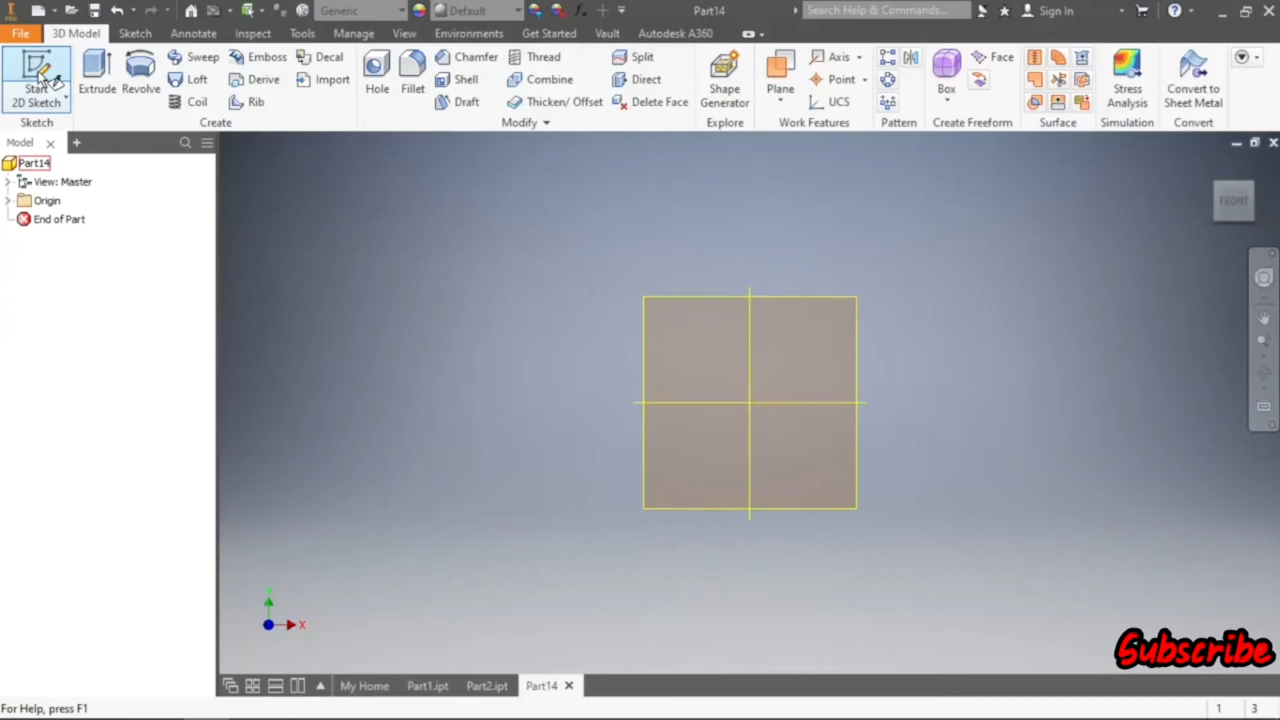 Generic
Default
Part14
Search Help & Commands...
Sign In
PRO
File
3D Model
Sketch
Annotate
Inspect
Tools
Manage
View
Environments
Get Started
Vault
Autodesk A360
Start
2D Sketch
Extrude
Revolve
Sweep
Loft
Coil
Emboss
Derive
Rib
Decal
Import
Hole
Fillet
Chamfer
Shell
Draft
Thread
Combine
Thicken/ Offset
Split
Direct
Delete Face
Shape
Generator
Plane
Axis
Point
UCS
Box
Face
Stress
Analysis
Convert to
Sheet Metal
Sketch
Create
Modify
Explore
Work Features
Pattern
Create Freeform
Surface
Simulation
Convert
Model
Part14
View: Master
Origin
End of Part
FRONT
X
Subscribe
My Home
Part1.ipt
Part2.ipt
Part14
For Help, press F1
1
3